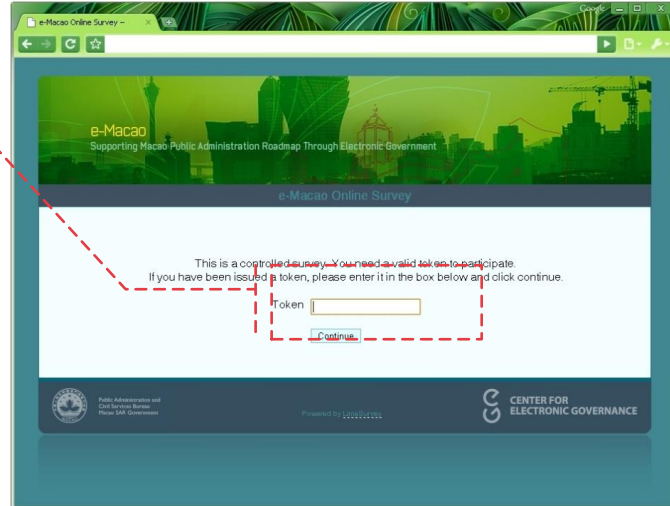 Google
e-Macao Online Survey –
e-Macao
Supporting Macao Public Administration Roadmap Through Electronic Government
e-Macao Online Survey
This is a controlled survey. You need a valid token to participate.
If you have been issued a token, please enter it in the box below and click continue.
Token
Continue
Public Administration and
Civil Services Bureau
Macao SAR Government
Powered by LimeSurvey
CENTER FOR
ELECTRONIC GOVERNANCE